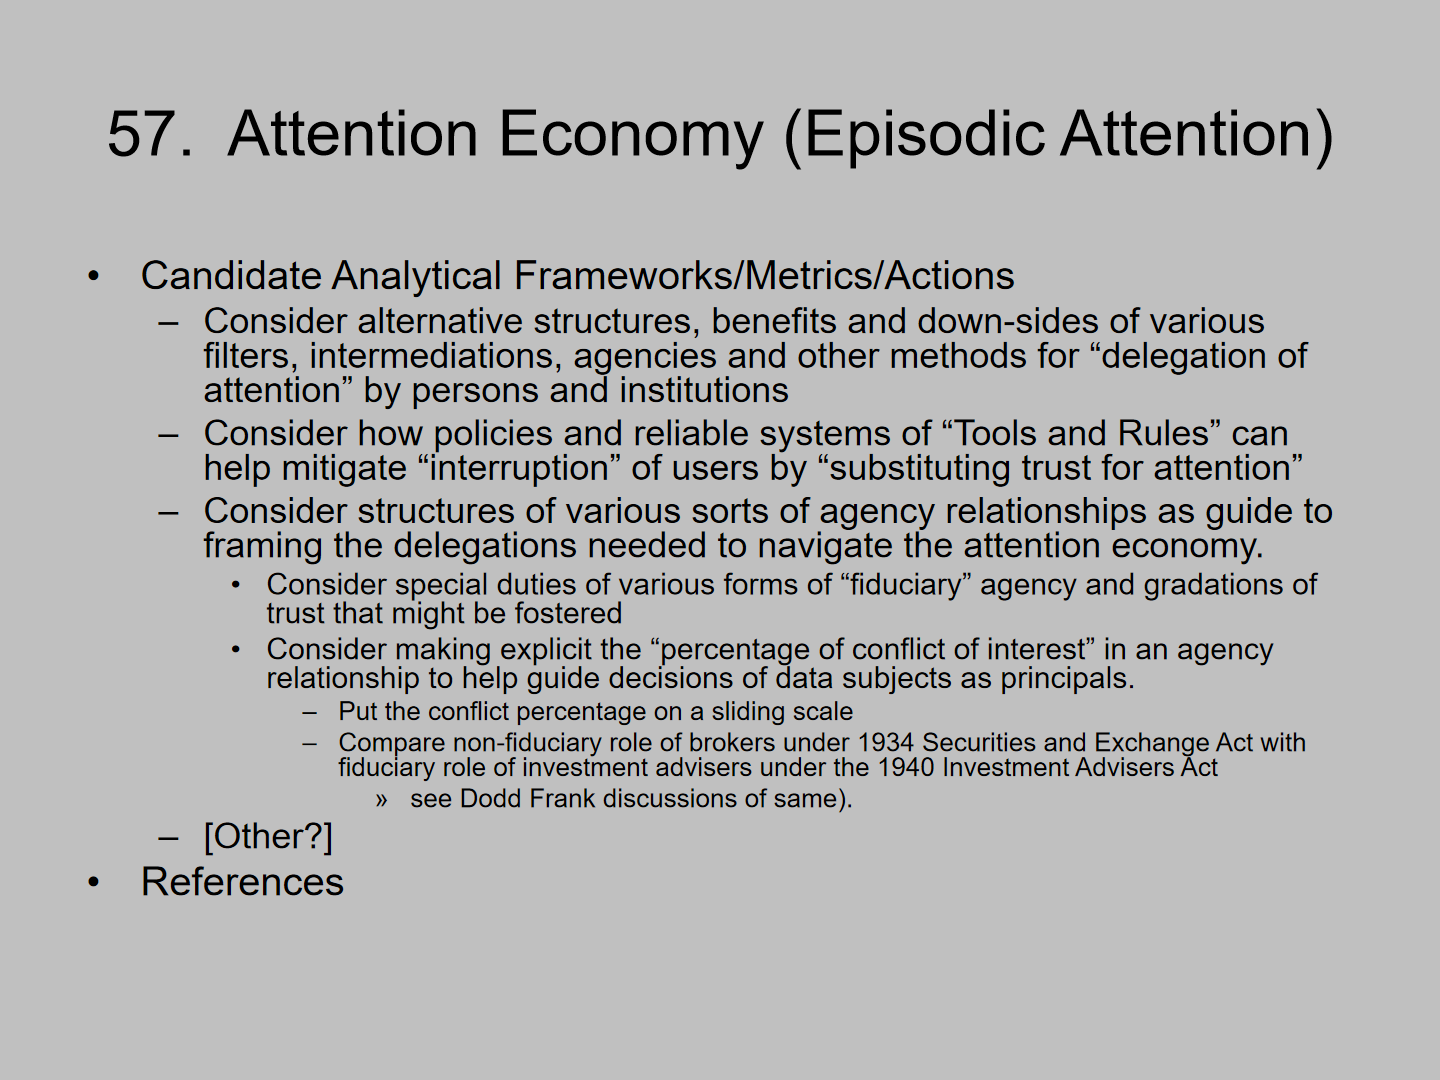 57.  Attention Economy (Episodic Attention)
• Candidate Analytical Frameworks/Metrics/Actions
– Consider alternative structures, benefits and down-sides of various
filters, intermediations, agencies and other methods for “delegation of
attention” by persons and institutions
– Consider how policies and reliable systems of “Tools and Rules” can
help mitigate “interruption” of users by “substituting trust for attention”
– Consider structures of various sorts of agency relationships as guide to
framing the delegations needed to navigate the attention economy.
• Consider special duties of various forms of “fiduciary” agency and gradations of
trust that might be fostered
• Consider making explicit the “percentage of conflict of interest” in an agency
relationship to help guide decisions of data subjects as principals.
– Put the conflict percentage on a sliding scale
– Compare non-fiduciary role of brokers under 1934 Securities and Exchange Act with
fiduciary role of investment advisers under the 1940 Investment Advisers Act
» see Dodd Frank discussions of same).
– [Other?]
• References